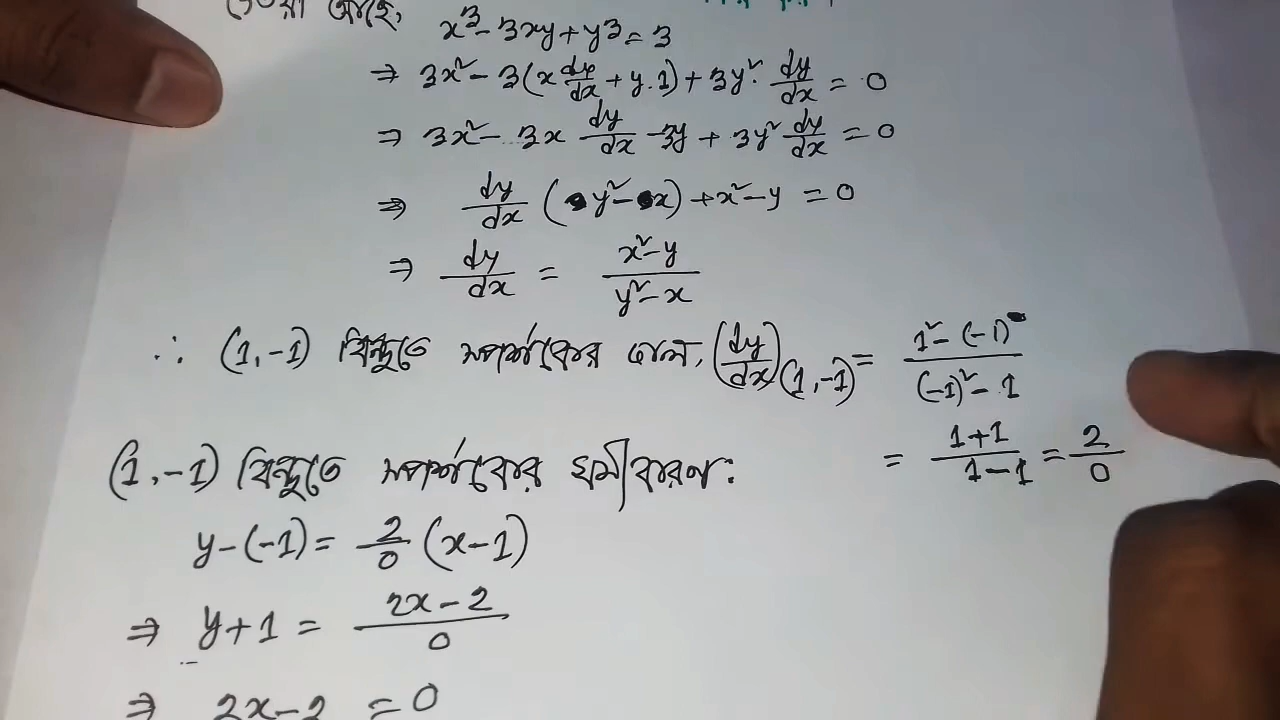 x³ - 3xy + y³ = 3
⇒ 3x² - 3(x dy/dx + y.1) + 3y². dy/dx = 0
⇒ 3x² - 3x dy/dx - 3y + 3y² dy/dx = 0
⇒ dy/dx (y² - x) + x² - y = 0
⇒ dy/dx = (x² - y)/(y² - x)
∴ (1, -1) বিন্দুতে স্পর্শকের ঢাল, (dy/dx)(1, -1) = (1² - (-1))/((-1)² - 1)
= (1+1)/(1-1) = 2/0
(1, -1) বিন্দুতে স্পর্শকের সমীকরণ:
y - (-1) = 2/0 (x - 1)
⇒ y + 1 = (2x - 2)/0
⇒ 2x - 2 = 0